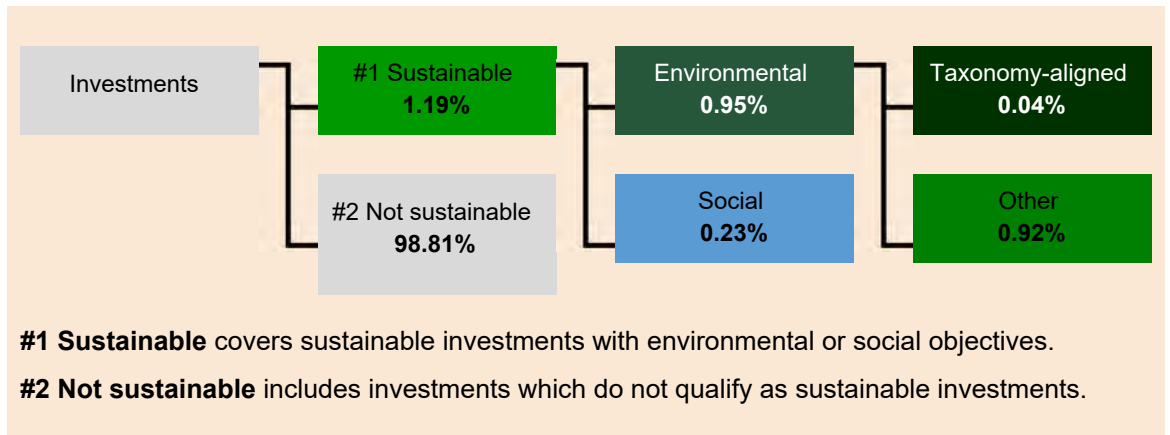 Investments
#1 Sustainable
1.19%
Environmental
0.95%
Taxonomy-aligned
0.04%
#2 Not sustainable
98.81%
Social
0.23%
Other
0.92%
#1 Sustainable covers sustainable investments with environmental or social objectives.
#2 Not sustainable includes investments which do not qualify as sustainable investments.